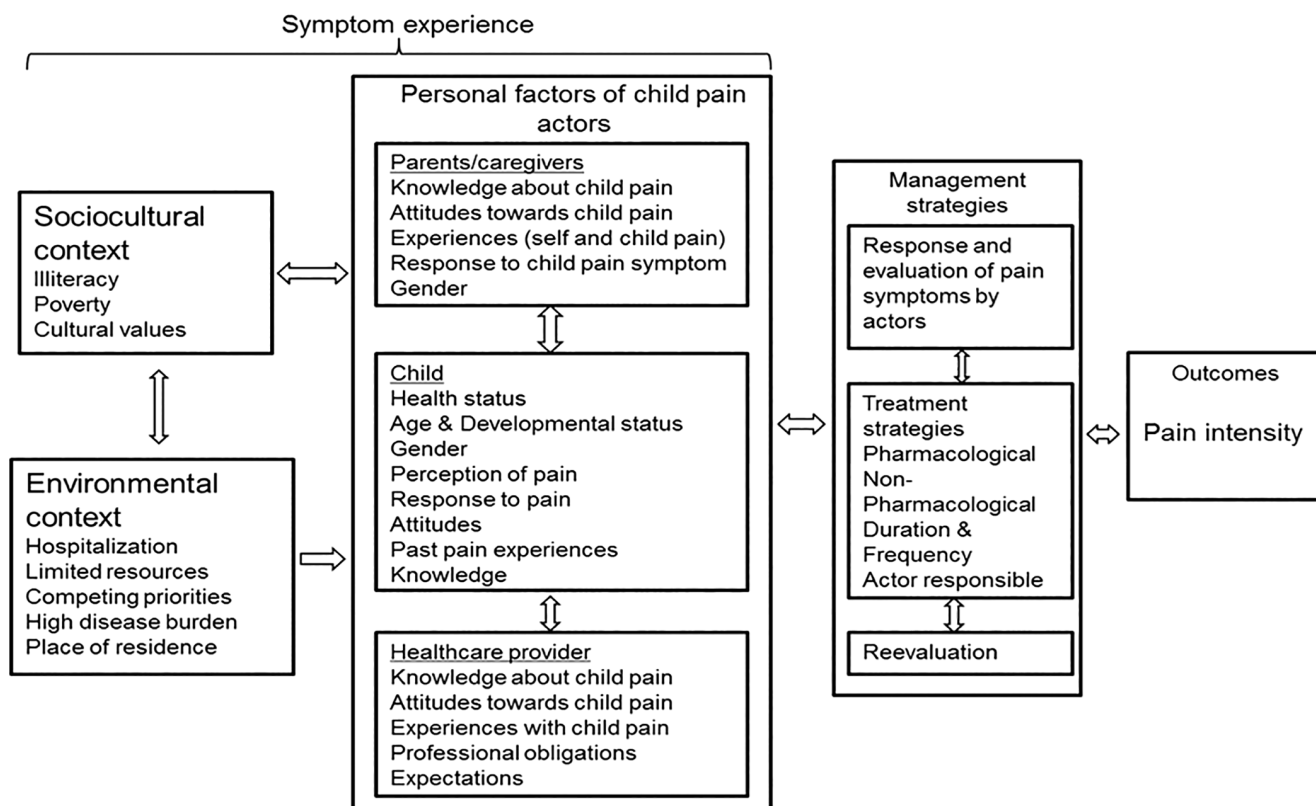 Symptom experience
Sociocultural
context
Illiteracy
Poverty
Cultural values
Environmental
context
Hospitalization
Limited resources
Competing priorities
High disease burden
Place of residence
Personal factors of child pain
actors
Parents/caregivers
Knowledge about child pain
Attitudes towards child pain
Experiences (self and child pain)
Response to child pain symptom
Gender
Child
Health status
Age & Developmental status
Gender
Perception of pain
Response to pain
Attitudes
Past pain experiences
Knowledge
Healthcare provider
Knowledge about child pain
Attitudes towards child pain
Experiences with child pain
Professional obligations
Expectations
Management
strategies
Response and
evaluation of pain
symptoms by
actors
Treatment
strategies
Pharmacological
Non-
Pharmacological
Duration &
Frequency
Actor responsible
Reevaluation
Outcomes
Pain intensity